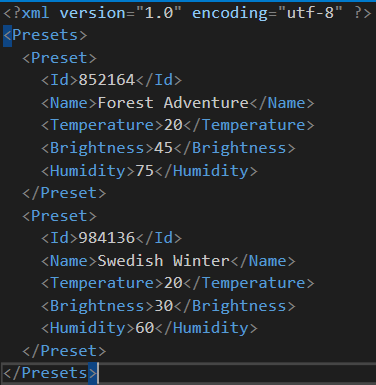 <?xml version="1.0" encoding="utf-8" ?>
<Presets>
  <Preset>
    <Id>852164</Id>
    <Name>Forest Adventure</Name>
    <Temperature>20</Temperature>
    <Brightness>45</Brightness>
    <Humidity>75</Humidity>
  </Preset>
  <Preset>
    <Id>984136</Id>
    <Name>Swedish Winter</Name>
    <Temperature>20</Temperature>
    <Brightness>30</Brightness>
    <Humidity>60</Humidity>
  </Preset>
</Presets>